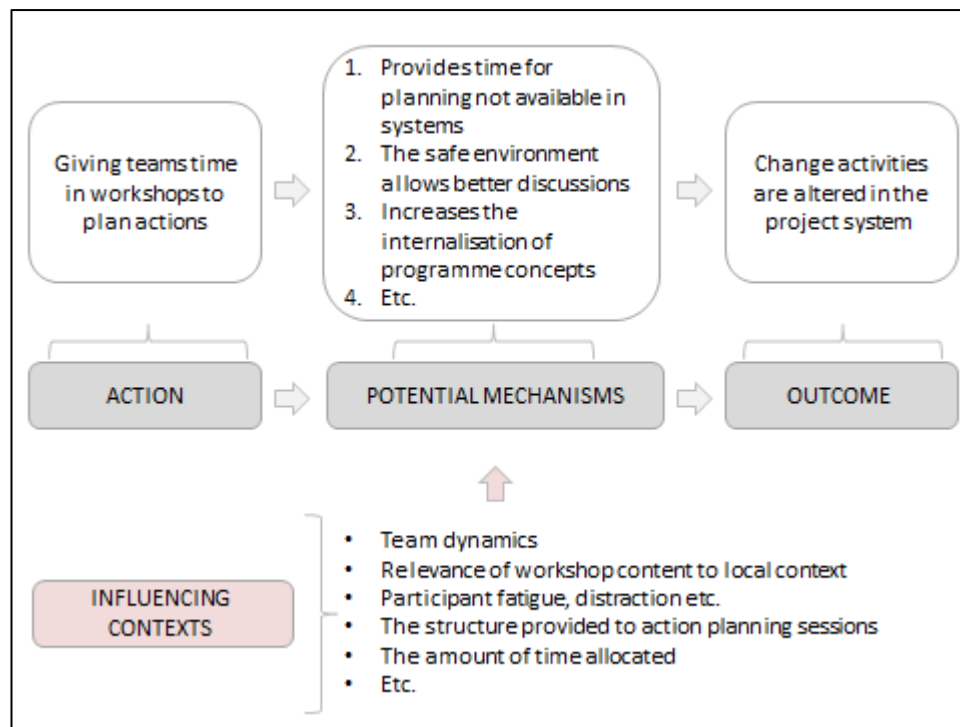 Giving teams time
in workshops to
plan actions
1. Provides time for
planning not available in
systems
2. The safe environment
allows better discussions
3. Increases the
internalisation of
programme concepts
4. Etc.
Change activities
are altered in the
project system
ACTION
POTENTIAL MECHANISMS
OUTCOME
INFLUENCING
CONTEXTS
• Team dynamics
• Relevance of workshop content to local context
• Participant fatigue, distraction etc.
• The structure provided to action planning sessions
• The amount of time allocated
• Etc.